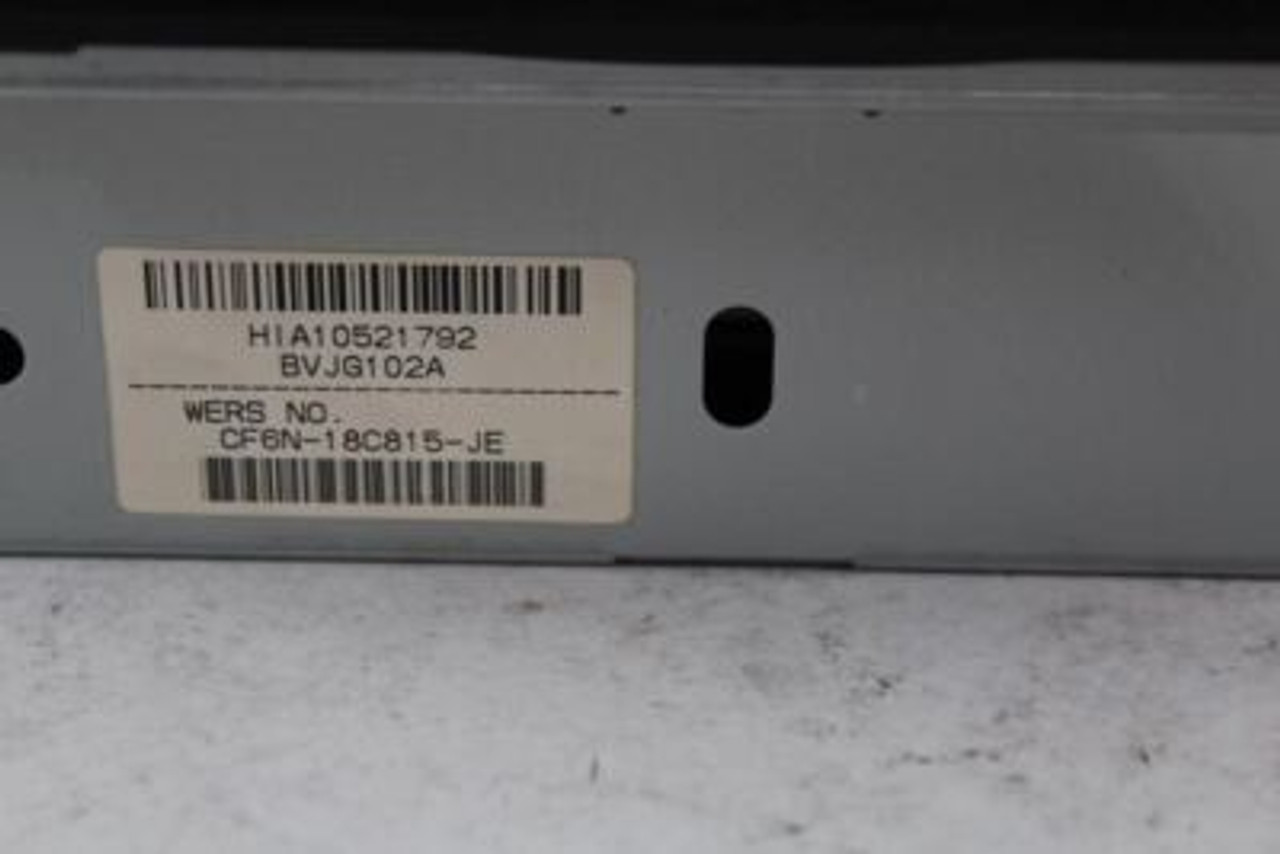 HIA10521792
BVJG102A
WERS NO.
CF6N-18C815-JE